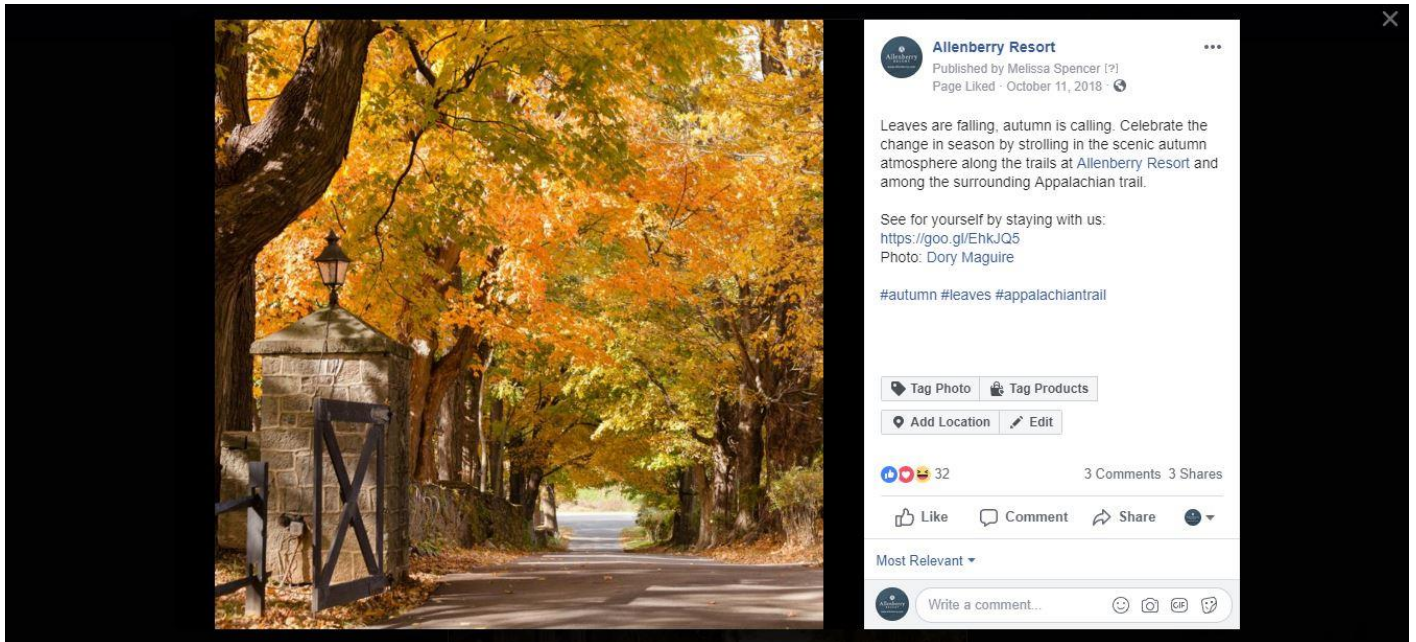 Allenberry Resort
Published by Melissa Spencer [?]
Page Liked · October 11, 2018 ·
Leaves are falling, autumn is calling. Celebrate the
change in season by strolling in the scenic autumn
atmosphere along the trails at Allenberry Resort and
among the surrounding Appalachian trail.
See for yourself by staying with us:
https://goo.gl/EhkJQ5
Photo: Dory Maguire
#autumn #leaves #appalachiantrail
Tag Photo Tag Products
Add Location Edit
32 3 Comments 3 Shares
Like Comment Share
Most Relevant
Write a comment...
GIF